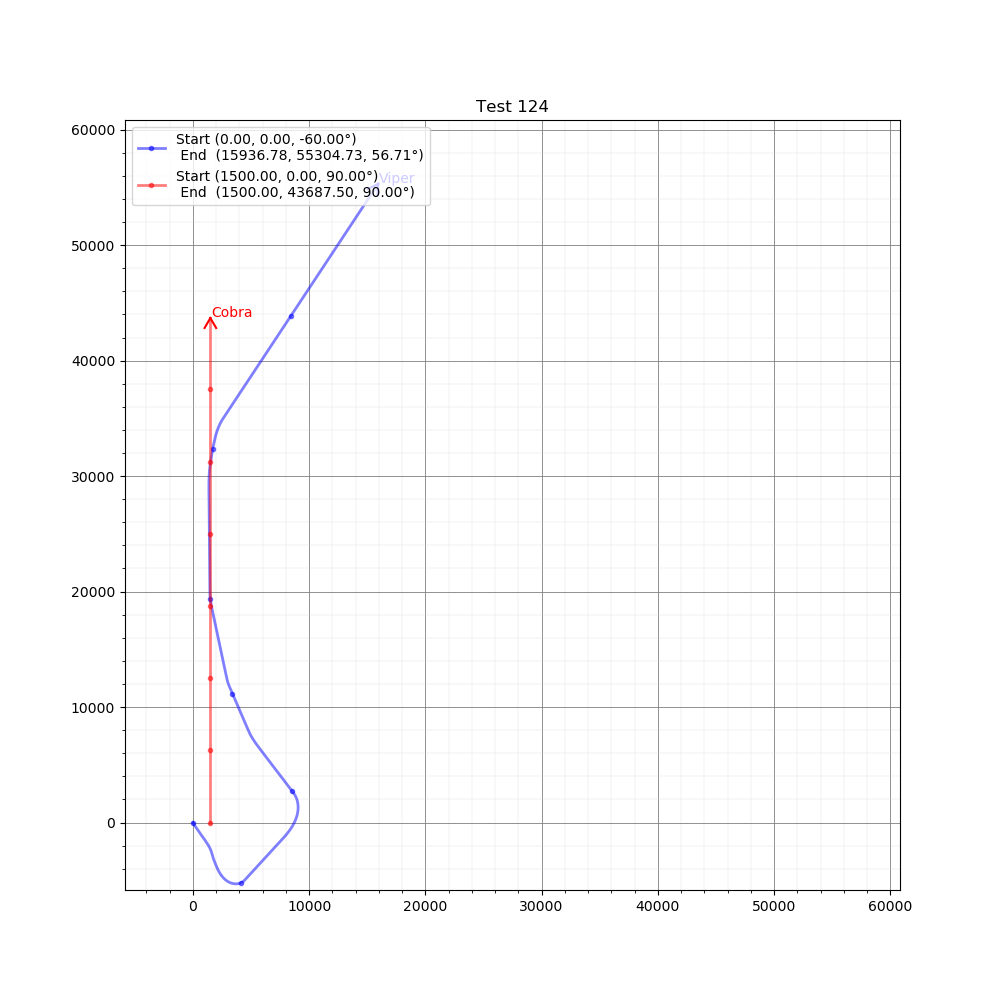 Test 124
60000
50000
40000
30000
20000
10000
0
Start (0.00, 0.00, -60.00°)
End  (15936.78, 55304.73, 56.71°)
Start (1500.00, 0.00, 90.00°)
End  (1500.00, 43687.50, 90.00°)
Viper
Cobra
0 10000 20000 30000 40000 50000 60000